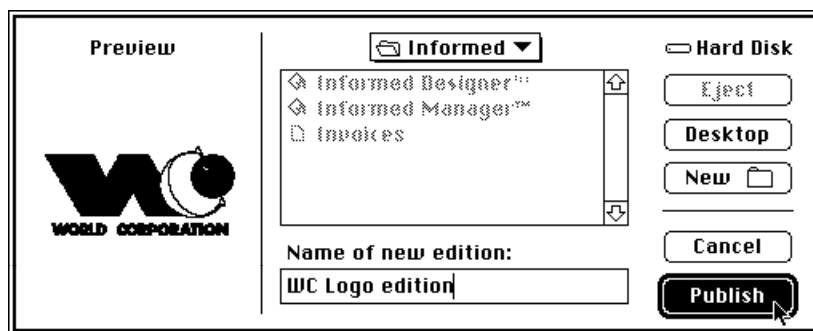 Preview
WORLD CORPORATION
Informed
Informed Designer™
Informed Manager™
Invoices
Name of new edition:
WC Logo edition
Hard Disk
Eject
Desktop
New
Cancel
Publish